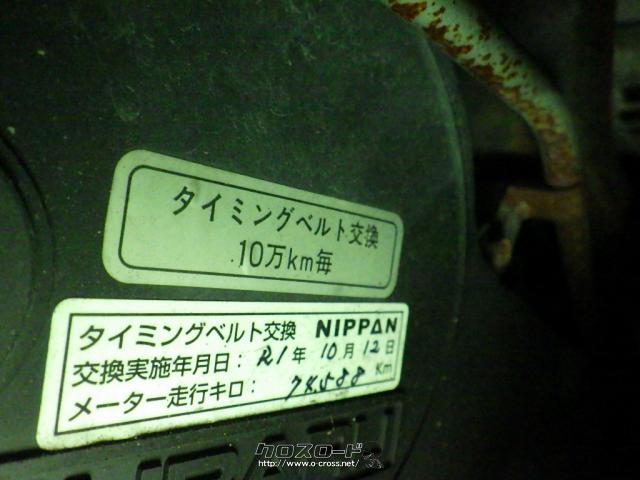 タイミングベルト交換
10万km毎
タイミングベルト交換 NIPPAN
交換実施年月日: R1年10月12日
メーター走行キロ: 74588 Km
クロスロード
http://www.o-cross.net/